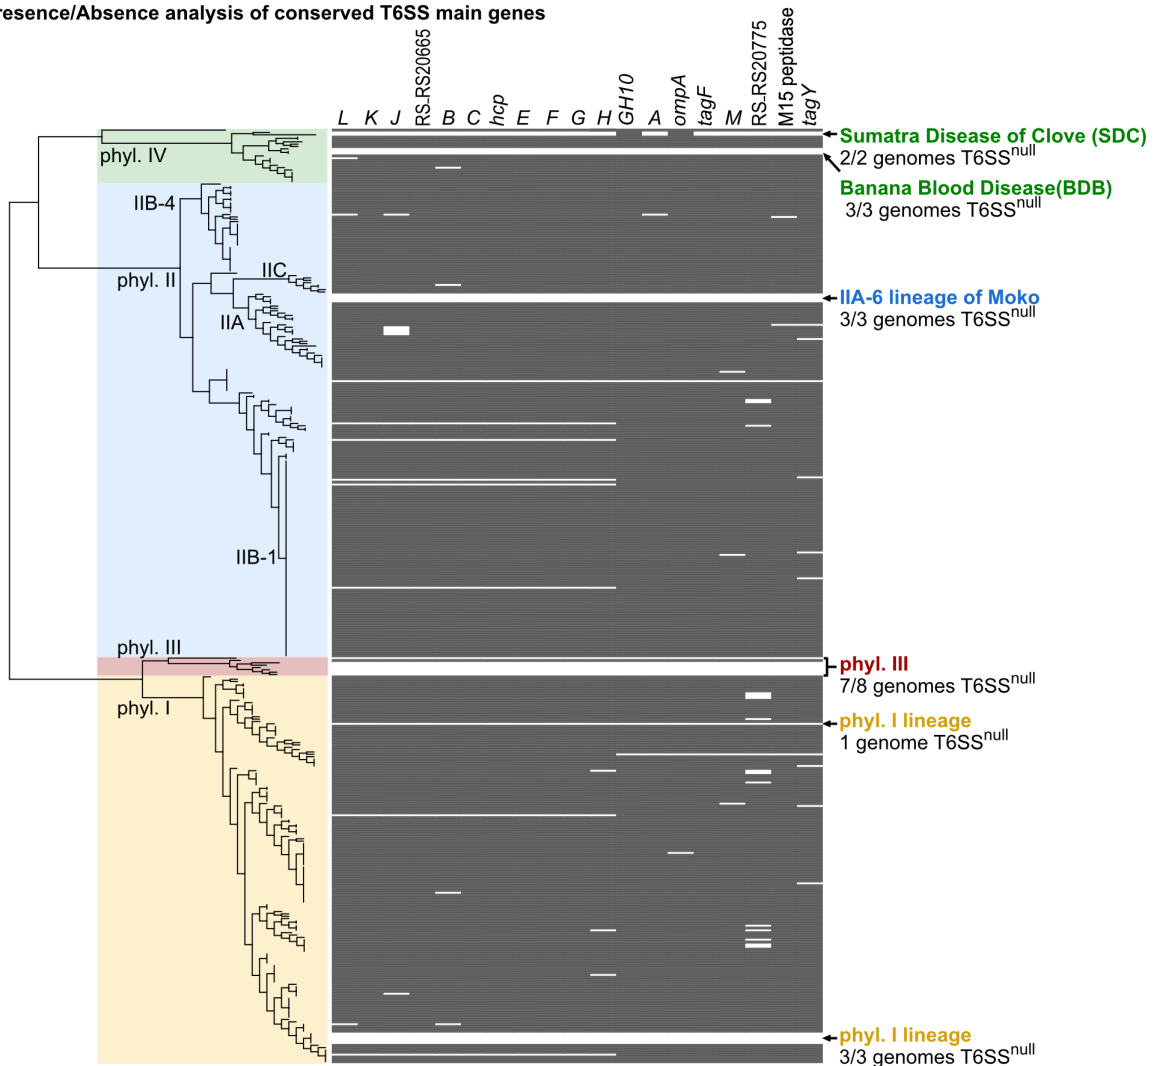 resence/Absence analysis of conserved T6SS main genes
L K J RS-RS20665 B C hcp E F G H GH10 A ompA tagF M RS-RS20775 M15 peptidase tagY
phyl. IV
Sumatra Disease of Clove (SDC)
2/2 genomes T6SSnull
Banana Blood Disease(BDB)
3/3 genomes T6SSnull
IIB-4
phyl. II
IIC
IIA
IIA-6 lineage of Moko
3/3 genomes T6SSnull
IIB-1
phyl. III
phyl. III
7/8 genomes T6SSnull
phyl. I
phyl. I lineage
1 genome T6SSnull
phyl. I lineage
3/3 genomes T6SSnull